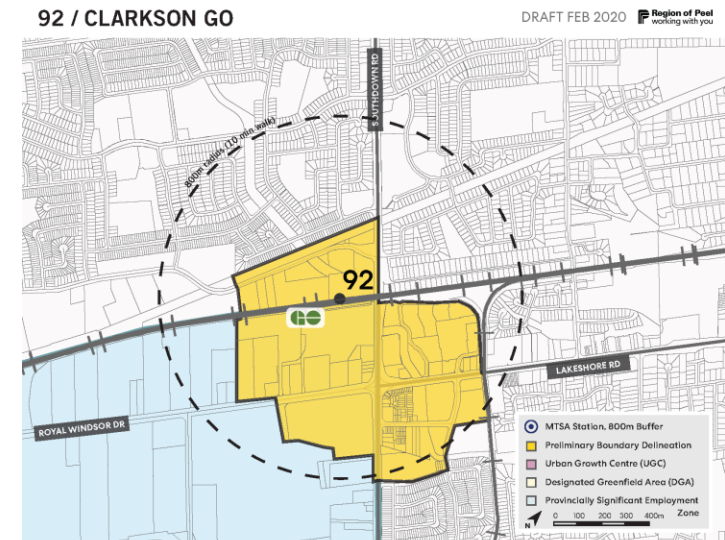 92 / CLARKSON GO
DRAFT FEB 2020
Region of Peel
working with you
SOUTHDOWN RD
800m radius (10 min walk)
92
GO
LAKESHORE RD
ROYAL WINDSOR DR
MTSA Station, 800m Buffer
Preliminary Boundary Delineation
Urban Growth Centre (UGC)
Designated Greenfield Area (DGA)
Provincially Significant Employment
Zone
N
0 100 200 300 400m